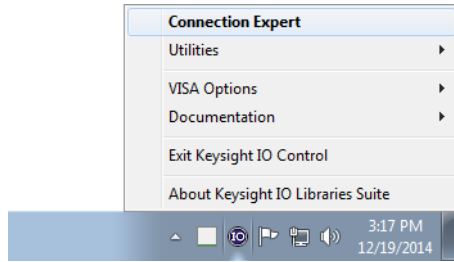 Connection Expert
Utilities
VISA Options
Documentation
Exit Keysight IO Control
About Keysight IO Libraries Suite
IO
3:17 PM
12/19/2014